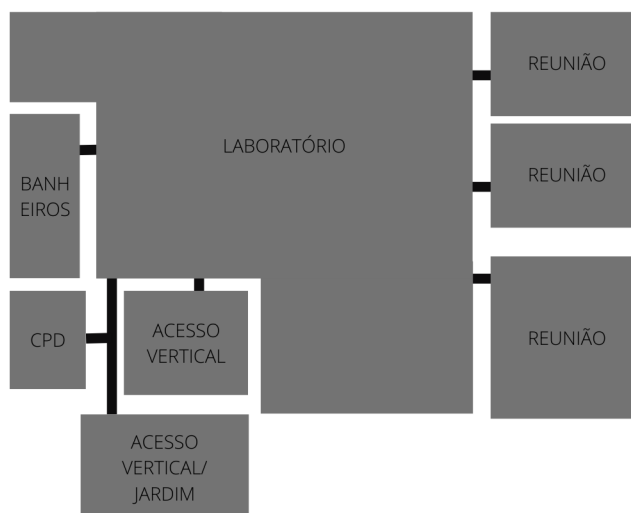 REUNIÃO
LABORATÓRIO
REUNIÃO
BANH
EIROS
CPD
ACESSO
VERTICAL
REUNIÃO
ACESSO
VERTICAL/
JARDIM